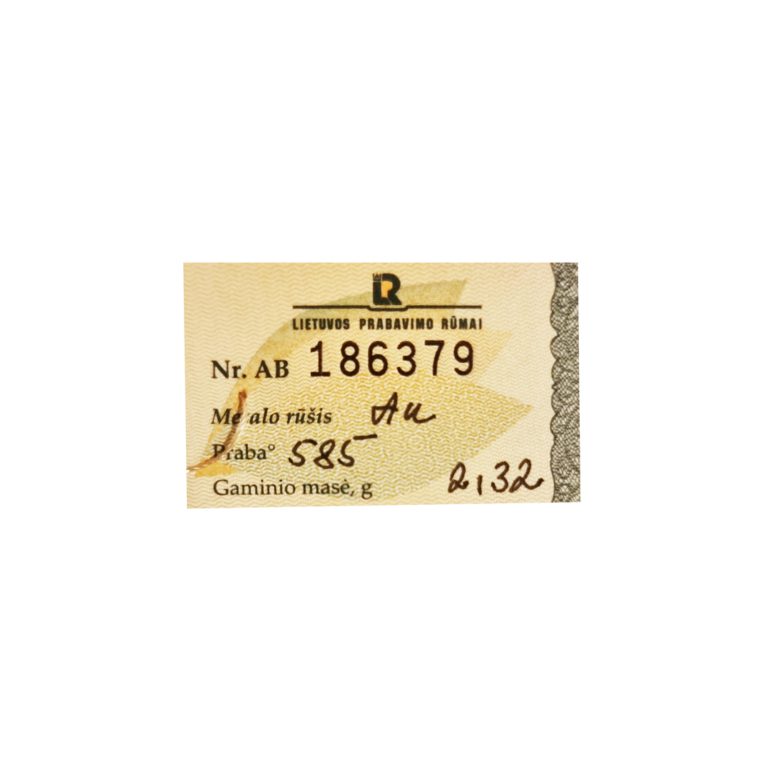 LR
LIETUVOS PRABAVIMO RŪMAI
Nr. AB 186379
Metalo rūšis Au
Praba° 585
Gaminio masė, g 2,32